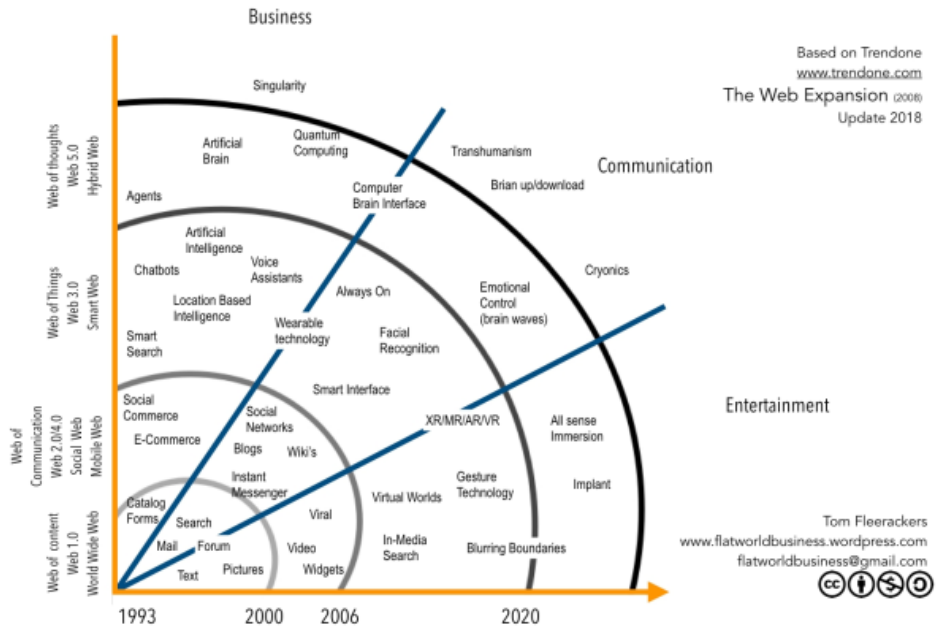 Business
Based on Trendone
www.trendone.com
The Web Expansion (2008)
Update 2018
Singularity
Artificial
Brain
Quantum
Computing
Transhumanism
Communication
Brian up/download
Computer
Brain Interface
Agents
Web of thoughts
Web 5.0
Hybrid Web
Artificial
Intelligence
Voice
Assistants
Chatbots
Always On
Cryonics
Emotional
Control
(brain waves)
Location Based
Intelligence
Wearable
technology
Facial
Recognition
Smart
Search
Web of Things
Web 3.0
Smart Web
Smart Interface
Social
Commerce
Social
Networks
XR/MR/AR/VR
All sense
Immersion
Entertainment
E-Commerce
Blogs
Wiki's
Web of
Communication
Web 2.0/4.0
Social Web
Mobile Web
Instant
Messenger
Gesture
Technology
Implant
Virtual Worlds
Catalog
Forms
Search
Viral
Mail
Forum
Video
In-Media
Search
Blurring Boundaries
Text
Pictures
Widgets
Web of content
Web 1.0
World Wide Web
Tom Fleerackers
www.flatworldbusiness.wordpress.com
flatworldbusiness@gmail.com
cc
1993
2000
2006
2020